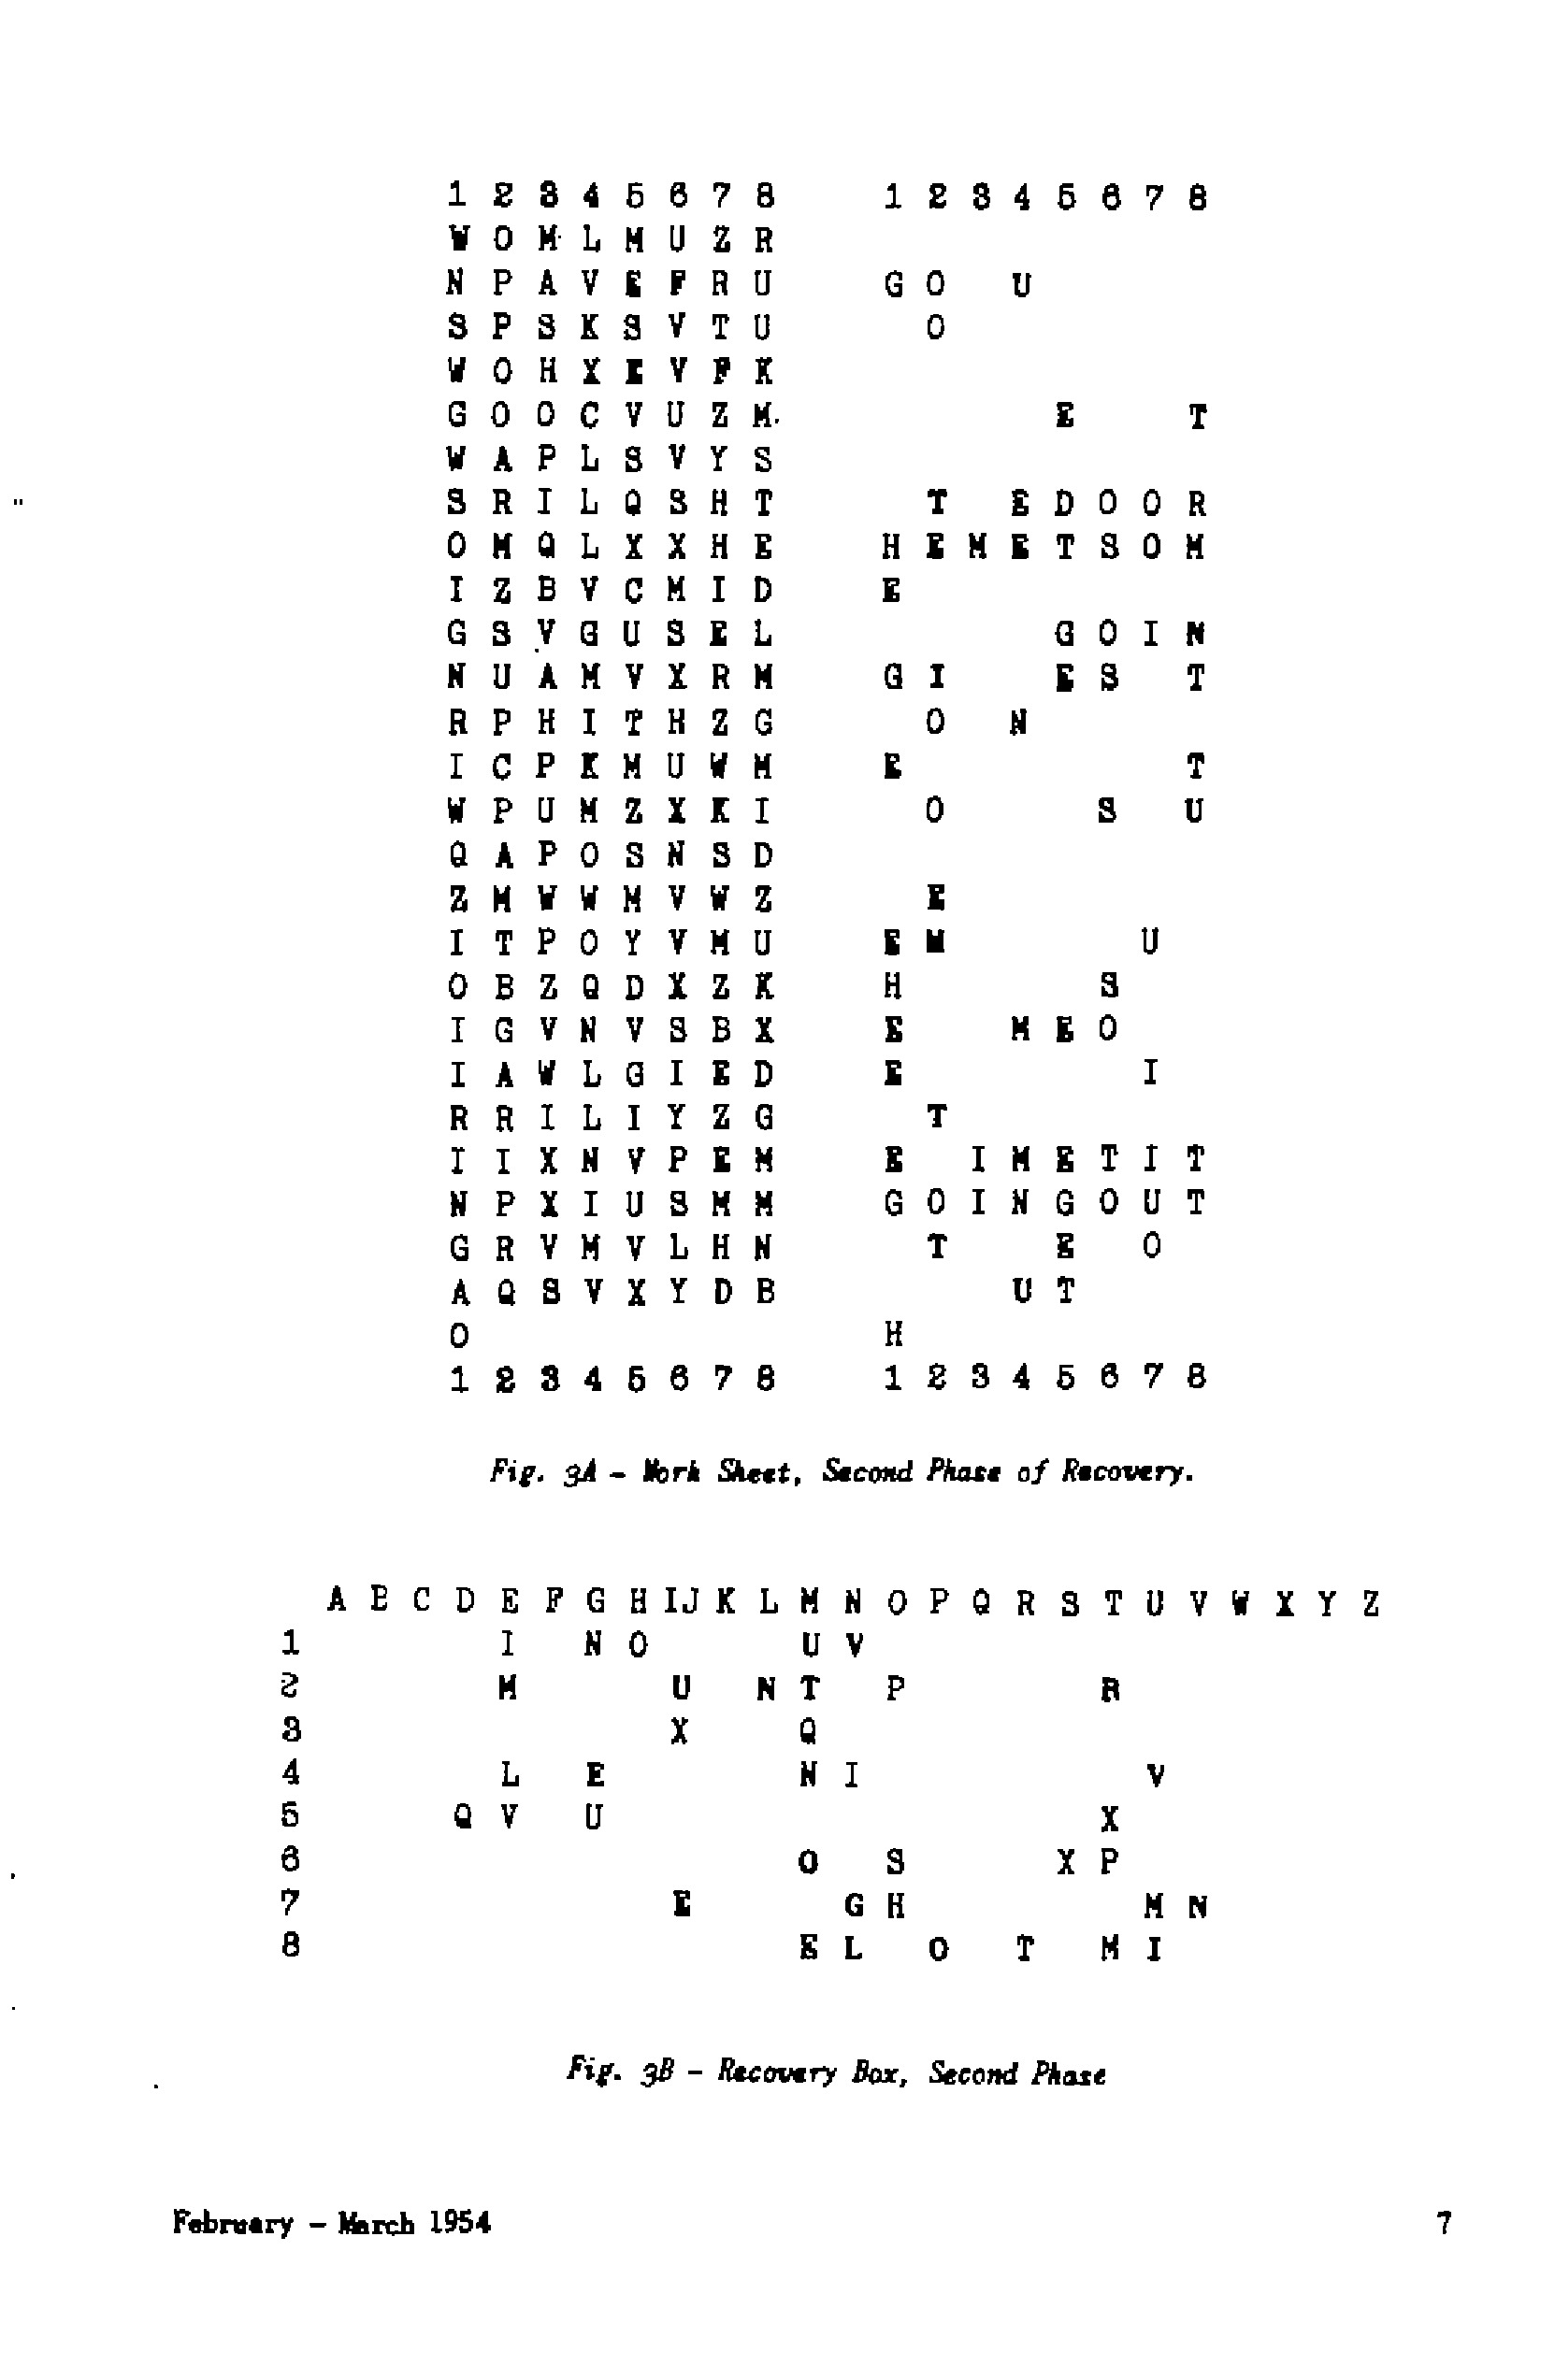 1 2 3 4 5 6 7 8 1 2 3 4 5 6 7 8
W O M L M U Z R
N P A V E F R U G O U
S P S K S V T U O
W O H X E V F K
G O O C V U Z M E T
W A P L S V Y S
S R I L Q S H T T E D O O R
O M Q L X X H E H E M E T S O M
I Z B V C M I D E
G S V G U S E L G O I N
N U A M V X R M G I E S T
R P H I T H Z G O N
I C P K M U W M E T
W P U M Z X K I O S U
Q A P O S N S D
Z M W W M V W Z E
I T P O Y V M U E M U
O B Z Q D X Z K H S
I G V N V S B X E M E O
I A W L G I E D E I
R R I L I Y Z G T
I I X N V P E M E I M E T I T
N P X I U S M M G O I N G O U T
G R V M V L H N T E O
A Q S V X Y D B U T
O H
1 2 3 4 5 6 7 8 1 2 3 4 5 6 7 8
Fig. 3A - Work Sheet, Second Phase of Recovery.
A B C D E F G H IJ K L M N O P Q R S T U V W X Y Z
1 I N O U V
2 M U N T P R
3 X Q
4 L E N I V
5 Q V U X
6 O S X P
7 E G H M N
8 E L O T M I
Fig. 3B - Recovery Box, Second Phase
February - March 1954 7